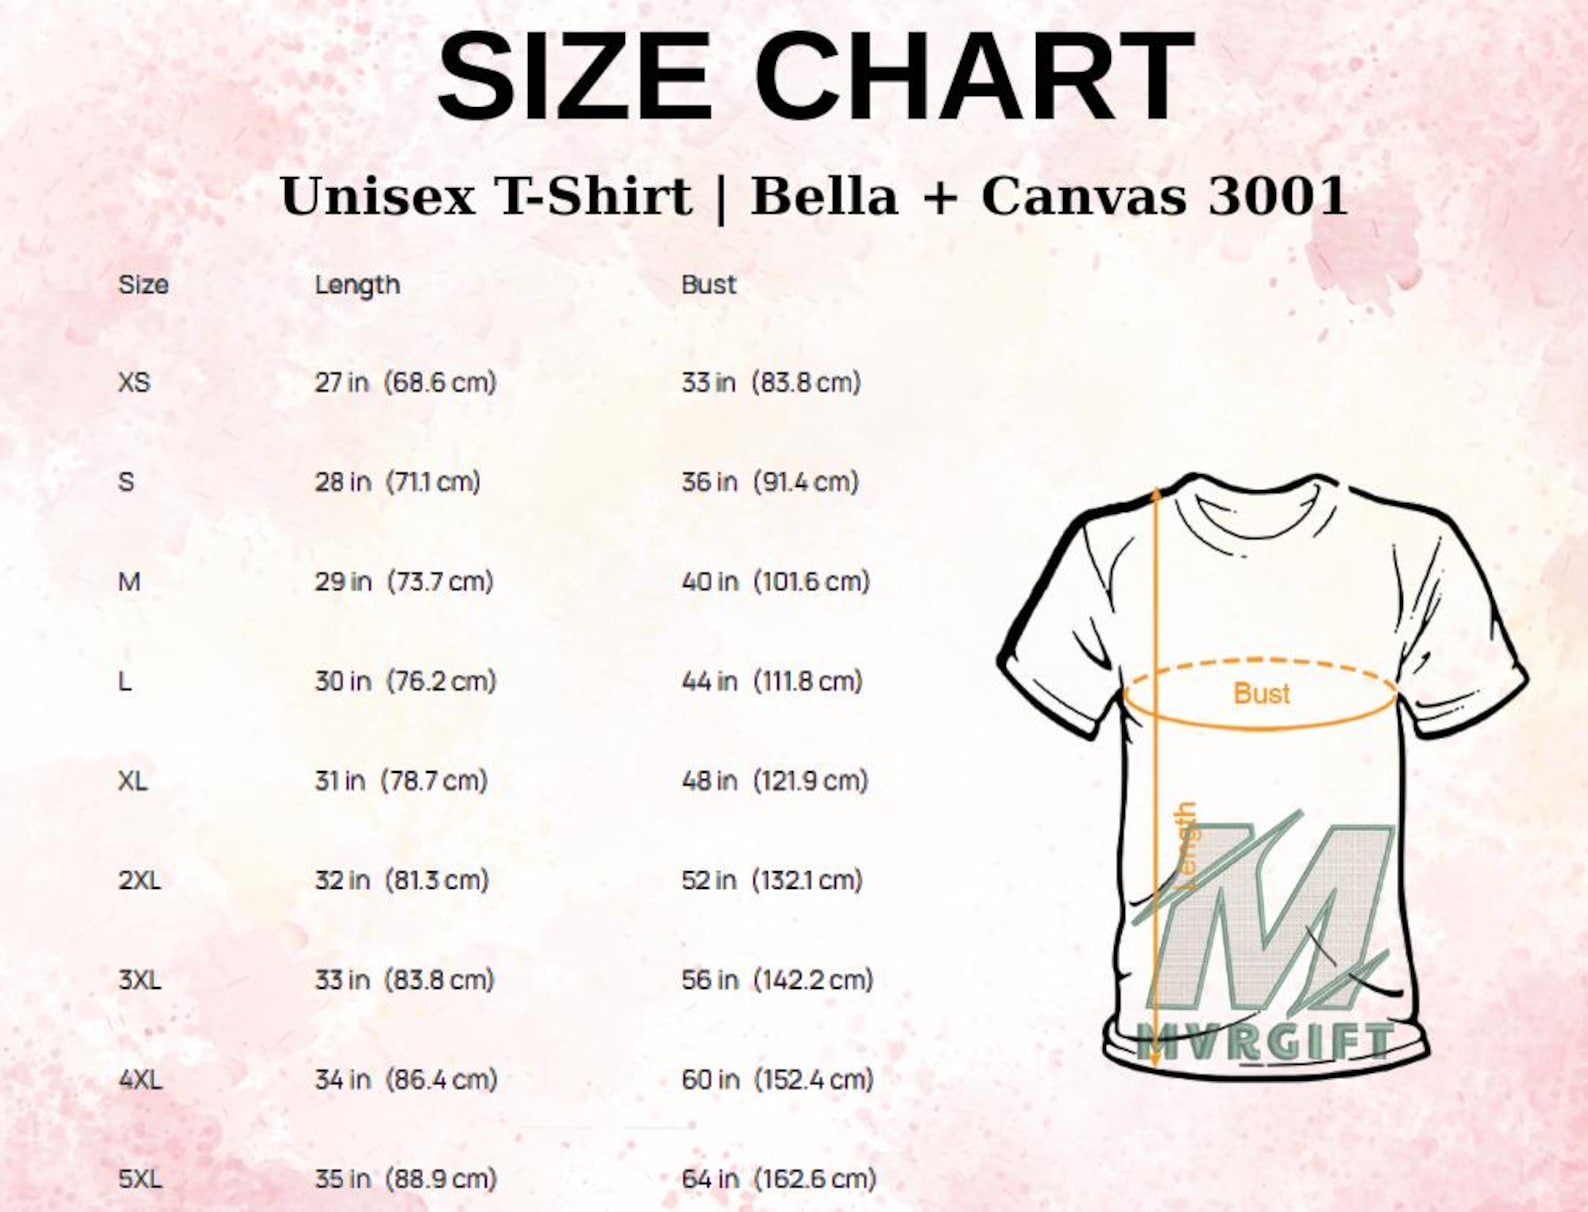 SIZE CHART
Unisex T-Shirt | Bella + Canvas 3001
Size Length Bust
XS 27 in (68.6 cm) 33 in (83.8 cm)
S 28 in (71.1 cm) 36 in (91.4 cm)
M 29 in (73.7 cm) 40 in (101.6 cm)
L 30 in (76.2 cm) 44 in (111.8 cm)
XL 31 in (78.7 cm) 48 in (121.9 cm)
2XL 32 in (81.3 cm) 52 in (132.1 cm)
3XL 33 in (83.8 cm) 56 in (142.2 cm)
4XL 34 in (86.4 cm) 60 in (152.4 cm)
5XL 35 in (88.9 cm) 64 in (162.6 cm)
Bust
Length
M
MVRGIFT